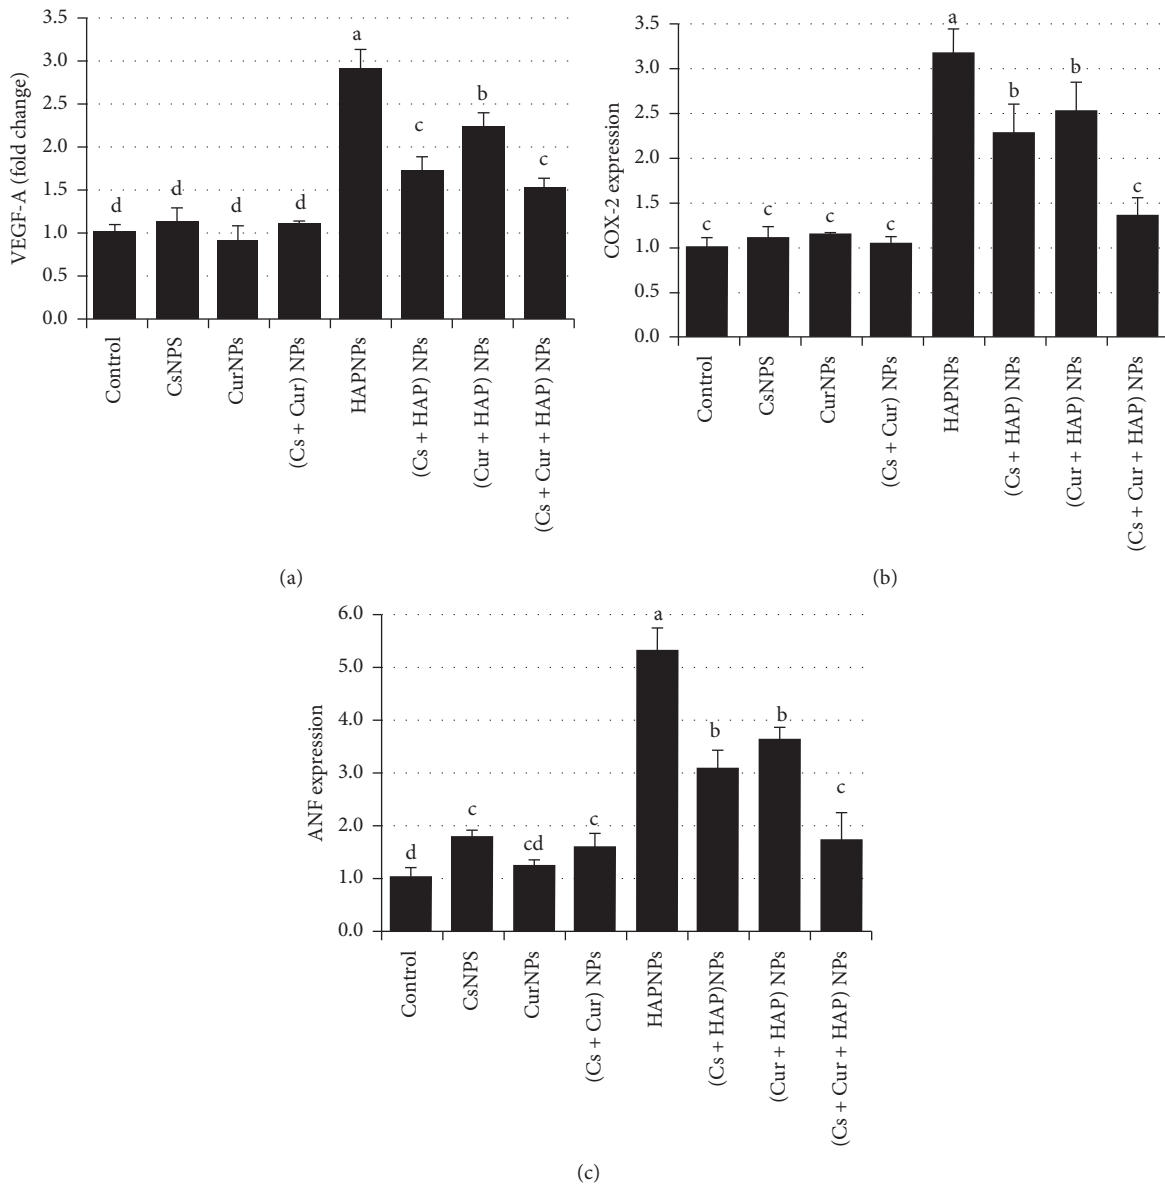 3.5
3.0
2.5
2.0
1.5
1.0
0.5
0.0
VEGF-A (fold change)
d
d
d
d
a
c
b
c
Control
CsNPS
CurNPs
(Cs + Cur) NPs
HAPNPs
(Cs + HAP) NPs
(Cur + HAP) NPs
(Cs + Cur + HAP) NPs
(a)
3.5
3.0
2.5
2.0
1.5
1.0
0.5
0.0
COX-2 expression
c
c
c
c
a
b
b
c
Control
CsNPS
CurNPs
(Cs + Cur) NPs
HAPNPs
(Cs + HAP) NPs
(Cur + HAP) NPs
(Cs + Cur + HAP) NPs
(b)
6.0
5.0
4.0
3.0
2.0
1.0
0.0
ANF expression
d
c
cd
c
a
b
b
c
Control
CsNPS
CurNPs
(Cs + Cur) NPs
HAPNPs
(Cs + HAP)NPs
(Cur + HAP) NPs
(Cs + Cur + HAP) NPs
(c)